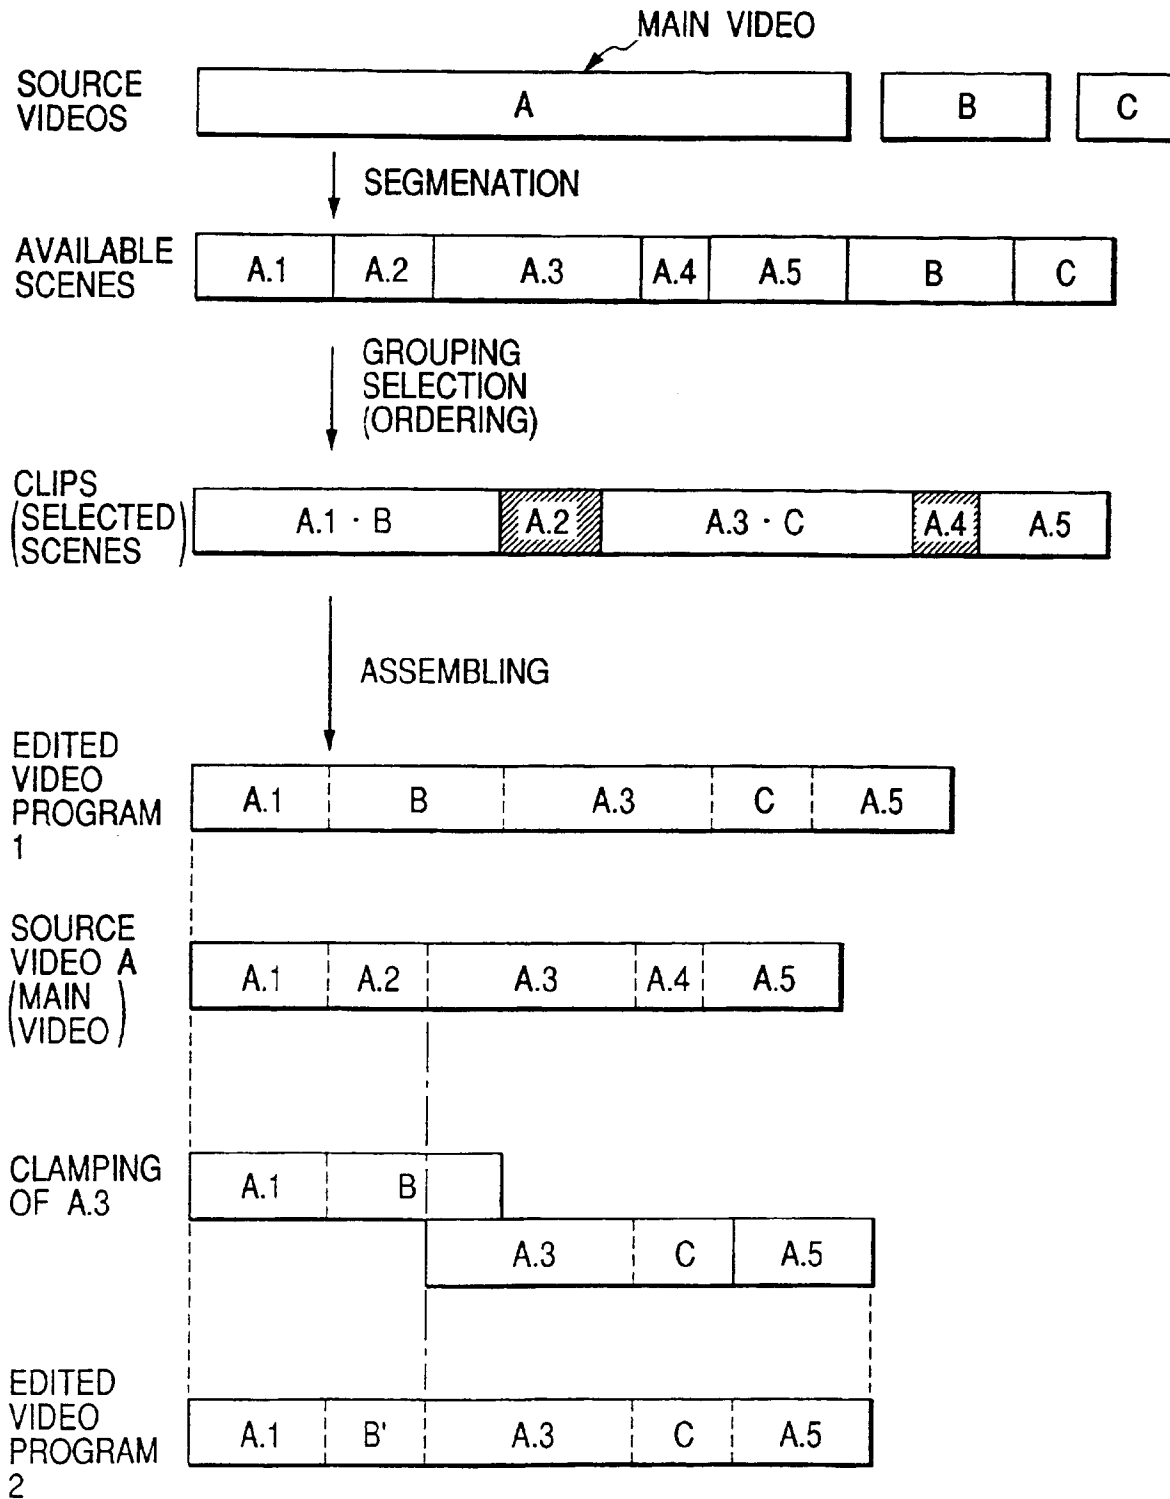 MAIN VIDEO
SOURCE
VIDEOS
A
B
C
SEGMENATION
AVAILABLE
SCENES
A.1
A.2
A.3
A.4
A.5
B
C
GROUPING
SELECTION
(ORDERING)
CLIPS
(SELECTED
SCENES)
A.1 · B
A.2
A.3 · C
A.4
A.5
ASSEMBLING
EDITED
VIDEO
PROGRAM
1
A.1
B
A.3
C
A.5
SOURCE
VIDEO A
(MAIN
VIDEO)
A.1
A.2
A.3
A.4
A.5
CLAMPING
OF A.3
A.1
B
A.3
C
A.5
EDITED
VIDEO
PROGRAM
2
A.1
B'
A.3
C
A.5